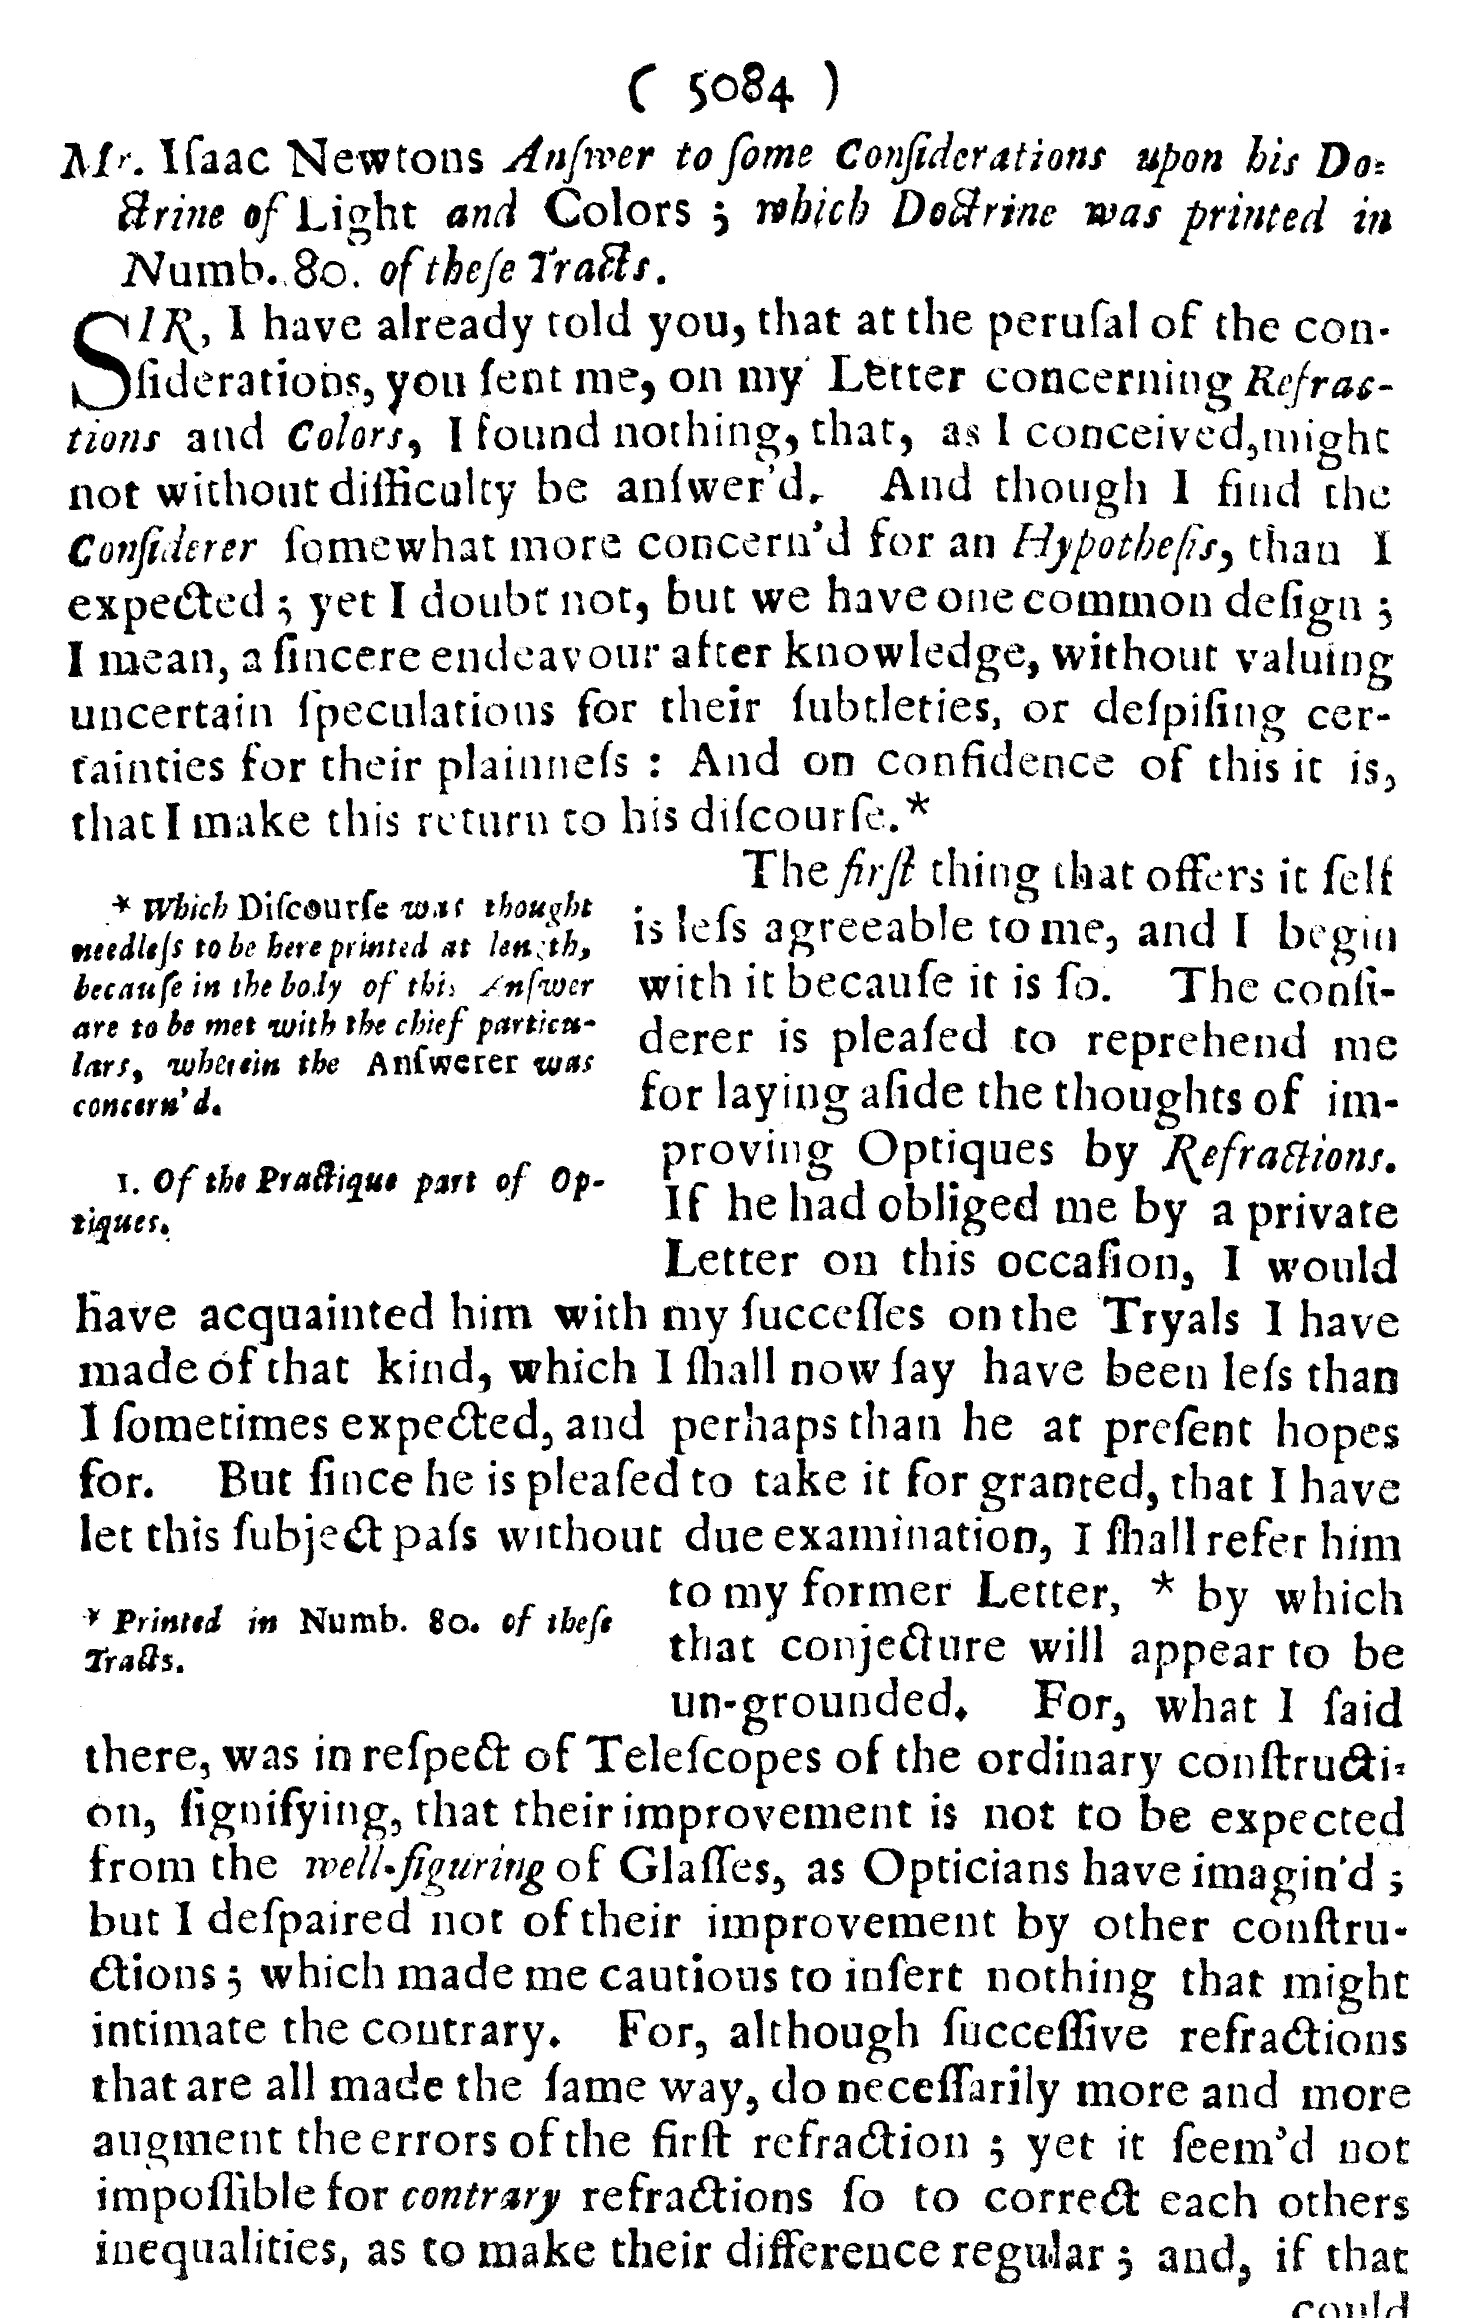 ( 5084 )
Mr. Iſaac Newtons Anſwer to ſome Conſiderations upon his Do-
ctrine of Light and Colors ; which Doctrine was printed in
Numb. 80. of theſe Tracts.
SIR, I have already told you, that at the peruſal of the con-
ſiderations, you ſent me, on my Letter concerning Refrac-
tions and Colors, I found nothing, that, as I conceived, might
not without difficulty be anſwer'd. And though I find the
Conſiderer ſomewhat more concern'd for an Hypotheſis, than I
expected ; yet I doubt not, but we have one common deſign ;
I mean, a ſincere endeavour after knowledge, without valuing
uncertain ſpeculations for their ſubtleties, or deſpiſing cer-
tainties for their plainneſs : And on confidence of this it is,
that I make this return to his diſcourſe.*
The firſt thing that offers it ſelf
is leſs agreeable to me, and I begin
with it becauſe it is ſo. The conſi-
derer is pleaſed to reprehend me
for laying aſide the thoughts of im-
proving Optiques by Refractions.
If he had obliged me by a private
Letter on this occaſion, I would
* Which Diſcourſe was thought
needleſs to be here printed at length,
becauſe in the body of this Anſwer
are to be met with the chief particu-
lars, wherein the Anſwerer was
concern'd.
1. Of the Practique part of Op-
tiques.
have acquainted him with my ſucceſſes on the Tryals I have
made of that kind, which I ſhall now ſay have been leſs than
I ſometimes expected, and perhaps than he at preſent hopes
for. But ſince he is pleaſed to take it for granted, that I have
let this ſubject paſs without due examination, I ſhall refer him
to my former Letter, * by which
that conjecture will appear to be
un-grounded. For, what I ſaid
* Printed in Numb. 80. of theſe
Tracts.
there, was in reſpect of Teleſcopes of the ordinary conſtructi-
on, ſignifying, that their improvement is not to be expected
from the well-figuring of Glaſſes, as Opticians have imagin'd ;
but I deſpaired not of their improvement by other conſtru-
ctions ; which made me cautious to inſert nothing that might
intimate the contrary. For, although ſucceſſive refractions
that are all made the ſame way, do neceſſarily more and more
augment the errors of the firſt refraction ; yet it ſeem'd not
impoſſible for contrary refractions ſo to correct each others
inequalities, as to make their difference regular ; and, if that
could